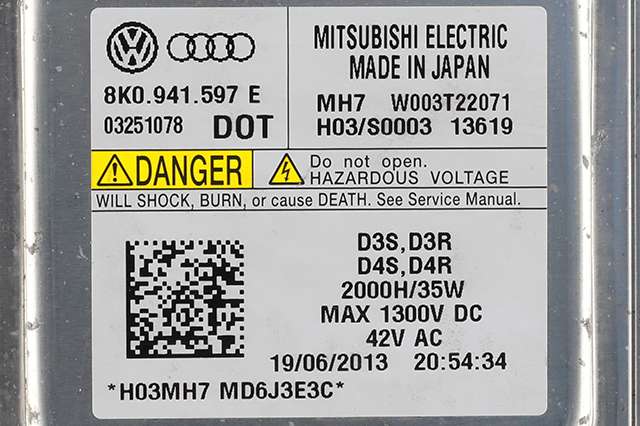 8K0.941.597 E
03251078 DOT
MITSUBISHI ELECTRIC
MADE IN JAPAN
MH7 W003T22071
H03/S0003 13619
DANGER
Do not open.
HAZARDOUS VOLTAGE
WILL SHOCK, BURN, or cause DEATH. See Service Manual.
D3S,D3R
D4S,D4R
2000H/35W
MAX 1300V DC
42V AC
19/06/2013 20:54:34
*H03MH7 MD6J3E3C*